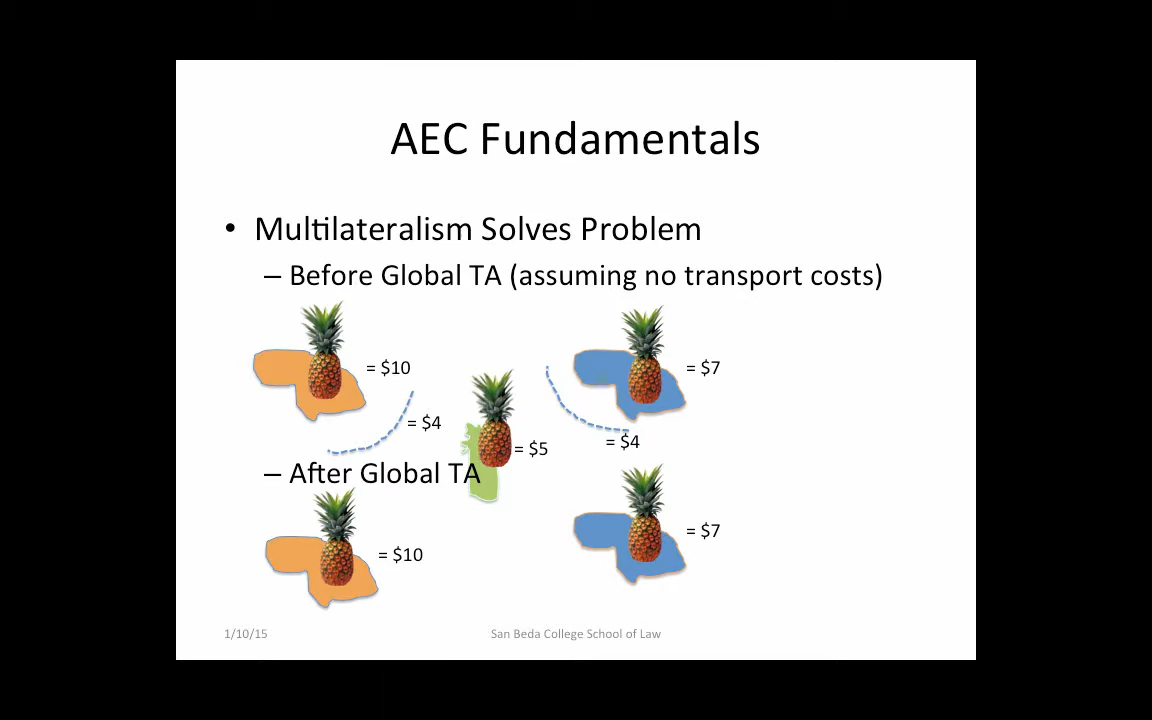 AEC Fundamentals
• Multilateralism Solves Problem
– Before Global TA (assuming no transport costs)
= $10
= $7
= $4
= $4
= $5
– After Global TA
= $10
= $7
1/10/15
San Beda College School of Law